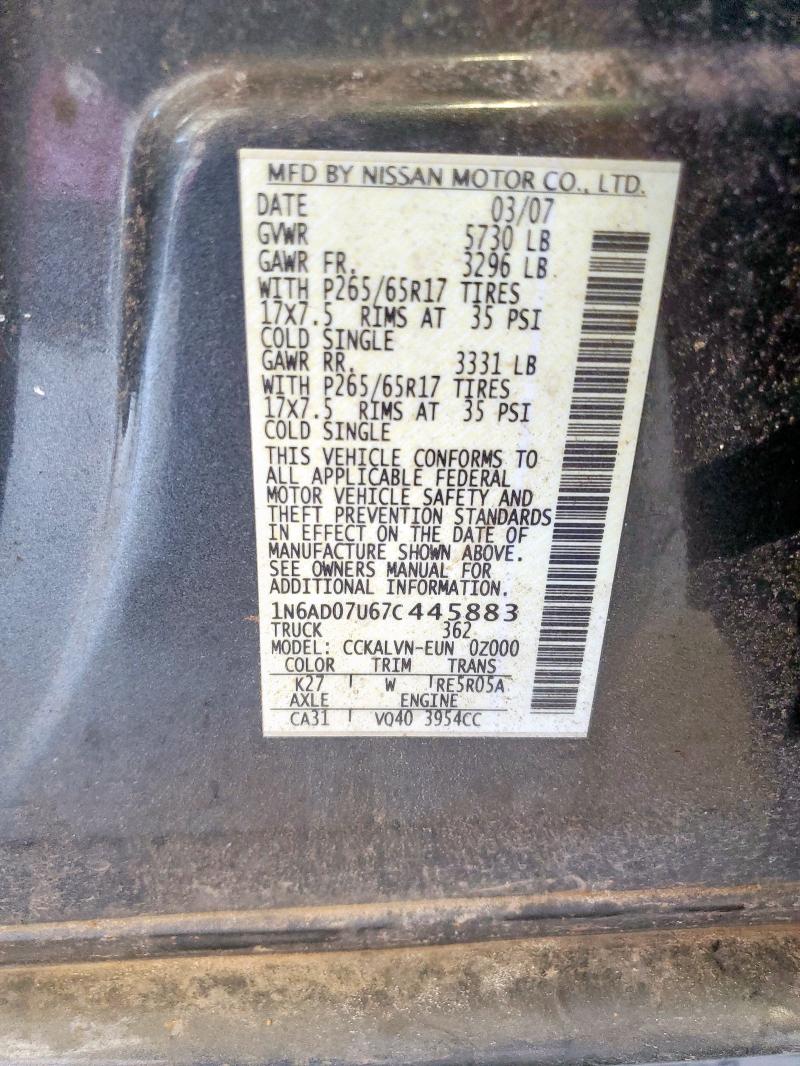 MFD BY NISSAN MOTOR CO., LTD.
DATE 03/07
GVWR 5730 LB
GAWR FR. 3296 LB
WITH P265/65R17 TIRES
17X7.5 RIMS AT 35 PSI
COLD SINGLE
GAWR RR. 3331 LB
WITH P265/65R17 TIRES
17X7.5 RIMS AT 35 PSI
COLD SINGLE
THIS VEHICLE CONFORMS TO
ALL APPLICABLE FEDERAL
MOTOR VEHICLE SAFETY AND
THEFT PREVENTION STANDARDS
IN EFFECT ON THE DATE OF
MANUFACTURE SHOWN ABOVE.
SEE OWNERS MANUAL FOR
ADDITIONAL INFORMATION.
1N6AD07U67C445883
TRUCK 362
MODEL: CCKALVN-EUN 0Z000
COLOR TRIM TRANS
K27 W RE5R05A
AXLE ENGINE
CA31 VQ40 3954CC